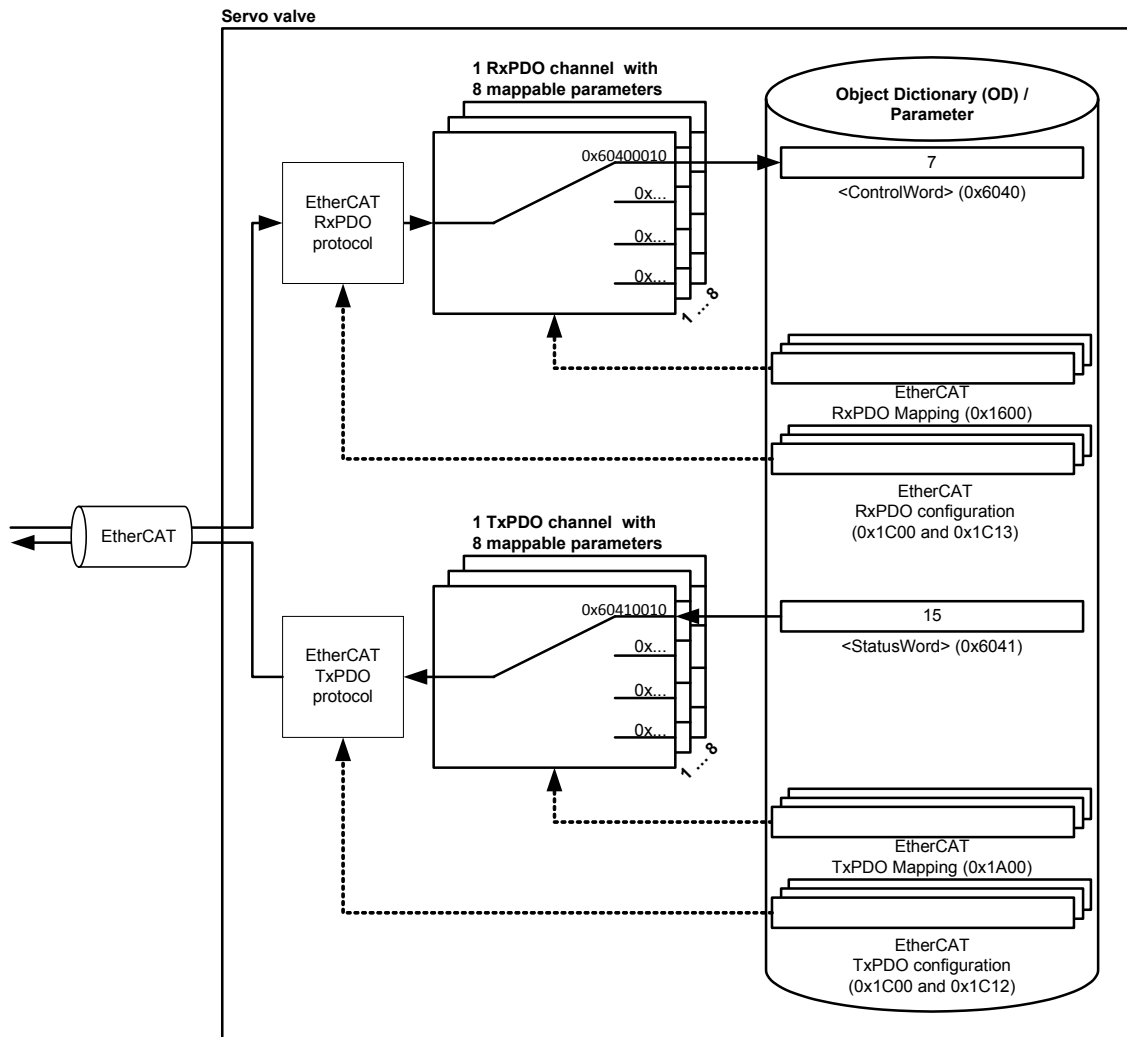 Servo valve
1 RxPDO channel with
8 mappable parameters
Object Dictionary (OD) /
Parameter
0x60400010
0x...
0x...
0x...
1 ... 8
7
<ControlWord> (0x6040)
EtherCAT
RxPDO
protocol
EtherCAT
RxPDO Mapping (0x1600)
EtherCAT
RxPDO configuration
(0x1C00 and 0x1C13)
EtherCAT
1 TxPDO channel with
8 mappable parameters
0x60410010
0x...
0x...
0x...
1 ... 8
15
<StatusWord> (0x6041)
EtherCAT
TxPDO
protocol
EtherCAT
TxPDO Mapping (0x1A00)
EtherCAT
TxPDO configuration
(0x1C00 and 0x1C12)